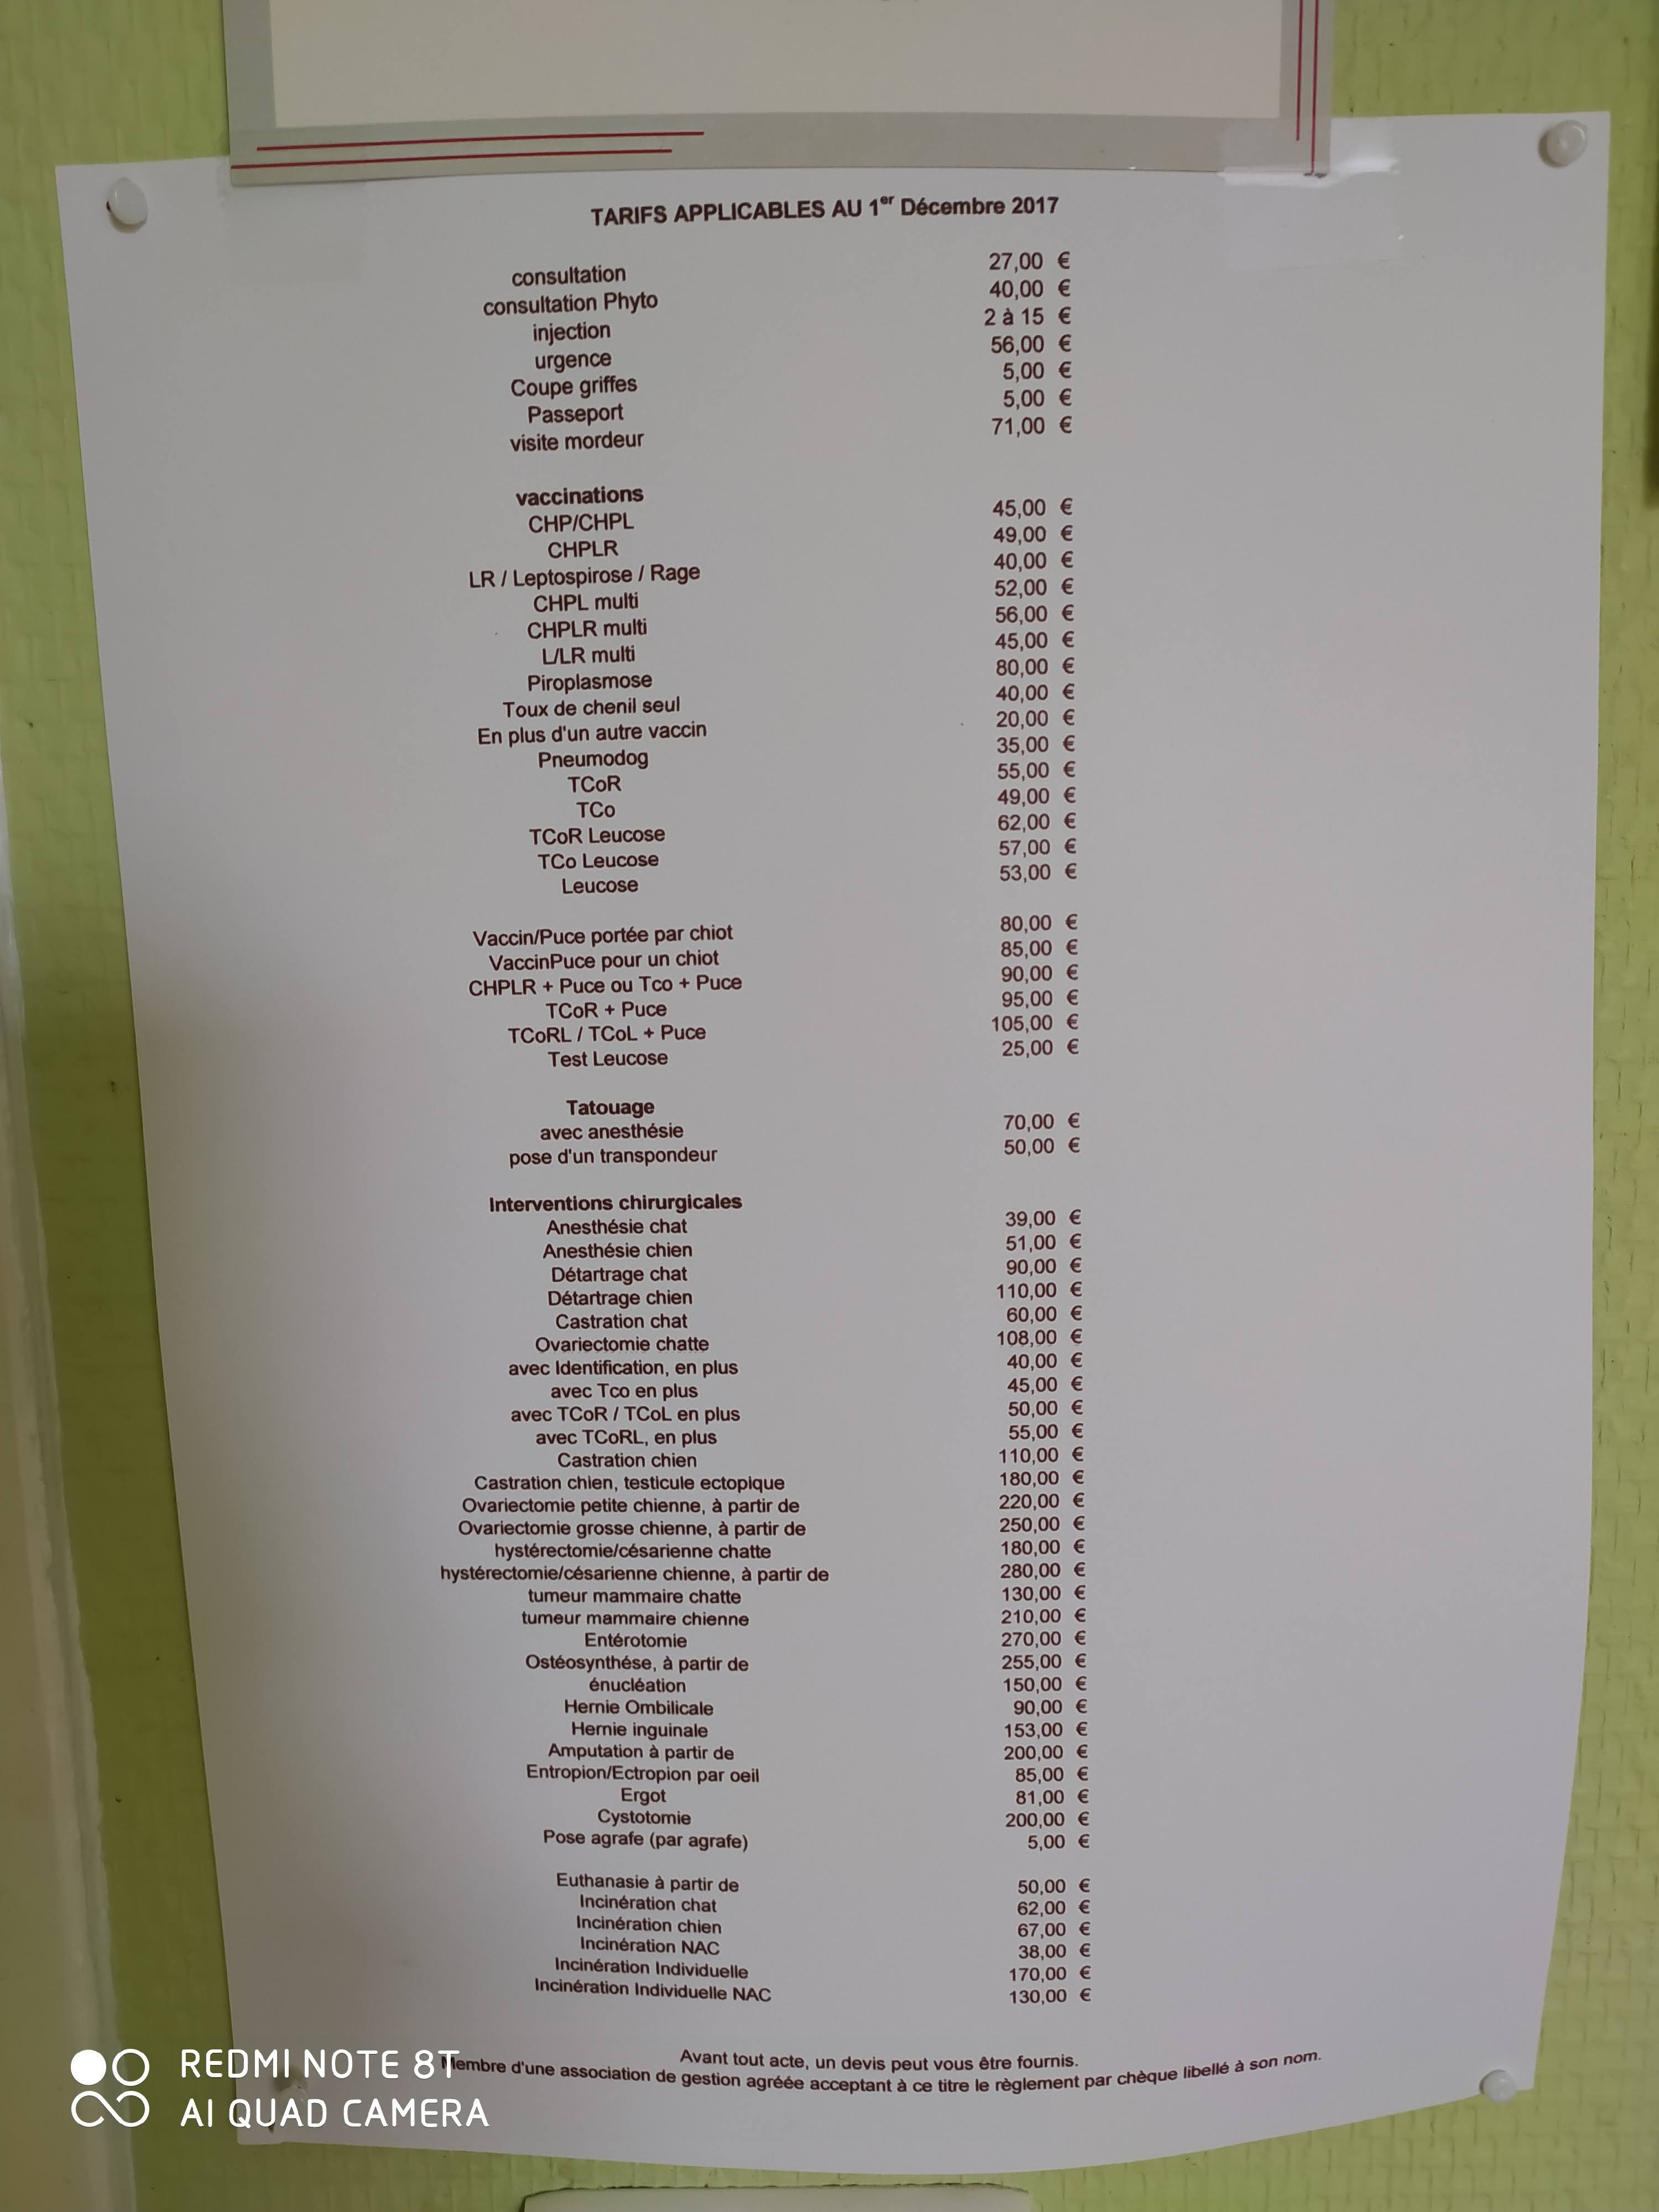 TARIFS APPLICABLES AU 1er Décembre 2017
consultation 27,00 €
consultation Phyto 40,00 €
injection 2 à 15 €
urgence 56,00 €
Coupe griffes 5,00 €
Passeport 5,00 €
visite mordeur 71,00 €
vaccinations
CHP/CHPL 45,00 €
CHPLR 49,00 €
LR / Leptospirose / Rage 40,00 €
CHPL multi 52,00 €
CHPLR multi 56,00 €
L/LR multi 45,00 €
Piroplasmose 80,00 €
Toux de chenil seul 40,00 €
En plus d'un autre vaccin 20,00 €
Pneumodog 35,00 €
TCoR 55,00 €
TCo 49,00 €
TCoR Leucose 62,00 €
TCo Leucose 57,00 €
Leucose 53,00 €
Vaccin/Puce portée par chiot 80,00 €
VaccinPuce pour un chiot 85,00 €
CHPLR + Puce ou Tco + Puce 90,00 €
TCoR + Puce 95,00 €
TCoRL / TCoL + Puce 105,00 €
Test Leucose 25,00 €
Tatouage
avec anesthésie 70,00 €
pose d'un transpondeur 50,00 €
Interventions chirurgicales
Anesthésie chat 39,00 €
Anesthésie chien 51,00 €
Détartrage chat 90,00 €
Détartrage chien 110,00 €
Castration chat 60,00 €
Ovariectomie chatte 108,00 €
avec Identification, en plus 40,00 €
avec Tco en plus 45,00 €
avec TCoR / TCoL en plus 50,00 €
avec TCoRL, en plus 55,00 €
Castration chien 110,00 €
Castration chien, testicule ectopique 180,00 €
Ovariectomie petite chienne, à partir de 220,00 €
Ovariectomie grosse chienne, à partir de 250,00 €
hystérectomie/césarienne chatte 180,00 €
hystérectomie/césarienne chienne, à partir de 280,00 €
tumeur mammaire chatte 130,00 €
tumeur mammaire chienne 210,00 €
Entérotomie 270,00 €
Ostéosynthése, à partir de 255,00 €
énucléation 150,00 €
Hernie Ombilicale 90,00 €
Hernie inguinale 153,00 €
Amputation à partir de 200,00 €
Entropion/Ectropion par oeil 85,00 €
Ergot 81,00 €
Cystotomie 200,00 €
Pose agrafe (par agrafe) 5,00 €
Euthanasie à partir de 50,00 €
Incinération chat 62,00 €
Incinération chien 67,00 €
Incinération NAC 38,00 €
Incinération Individuelle 170,00 €
Incinération Individuelle NAC 130,00 €
Avant tout acte, un devis peut vous être fournis.
Membre d'une association de gestion agréée acceptant à ce titre le règlement par chèque libellé à son nom.
REDMI NOTE 8T
AI QUAD CAMERA